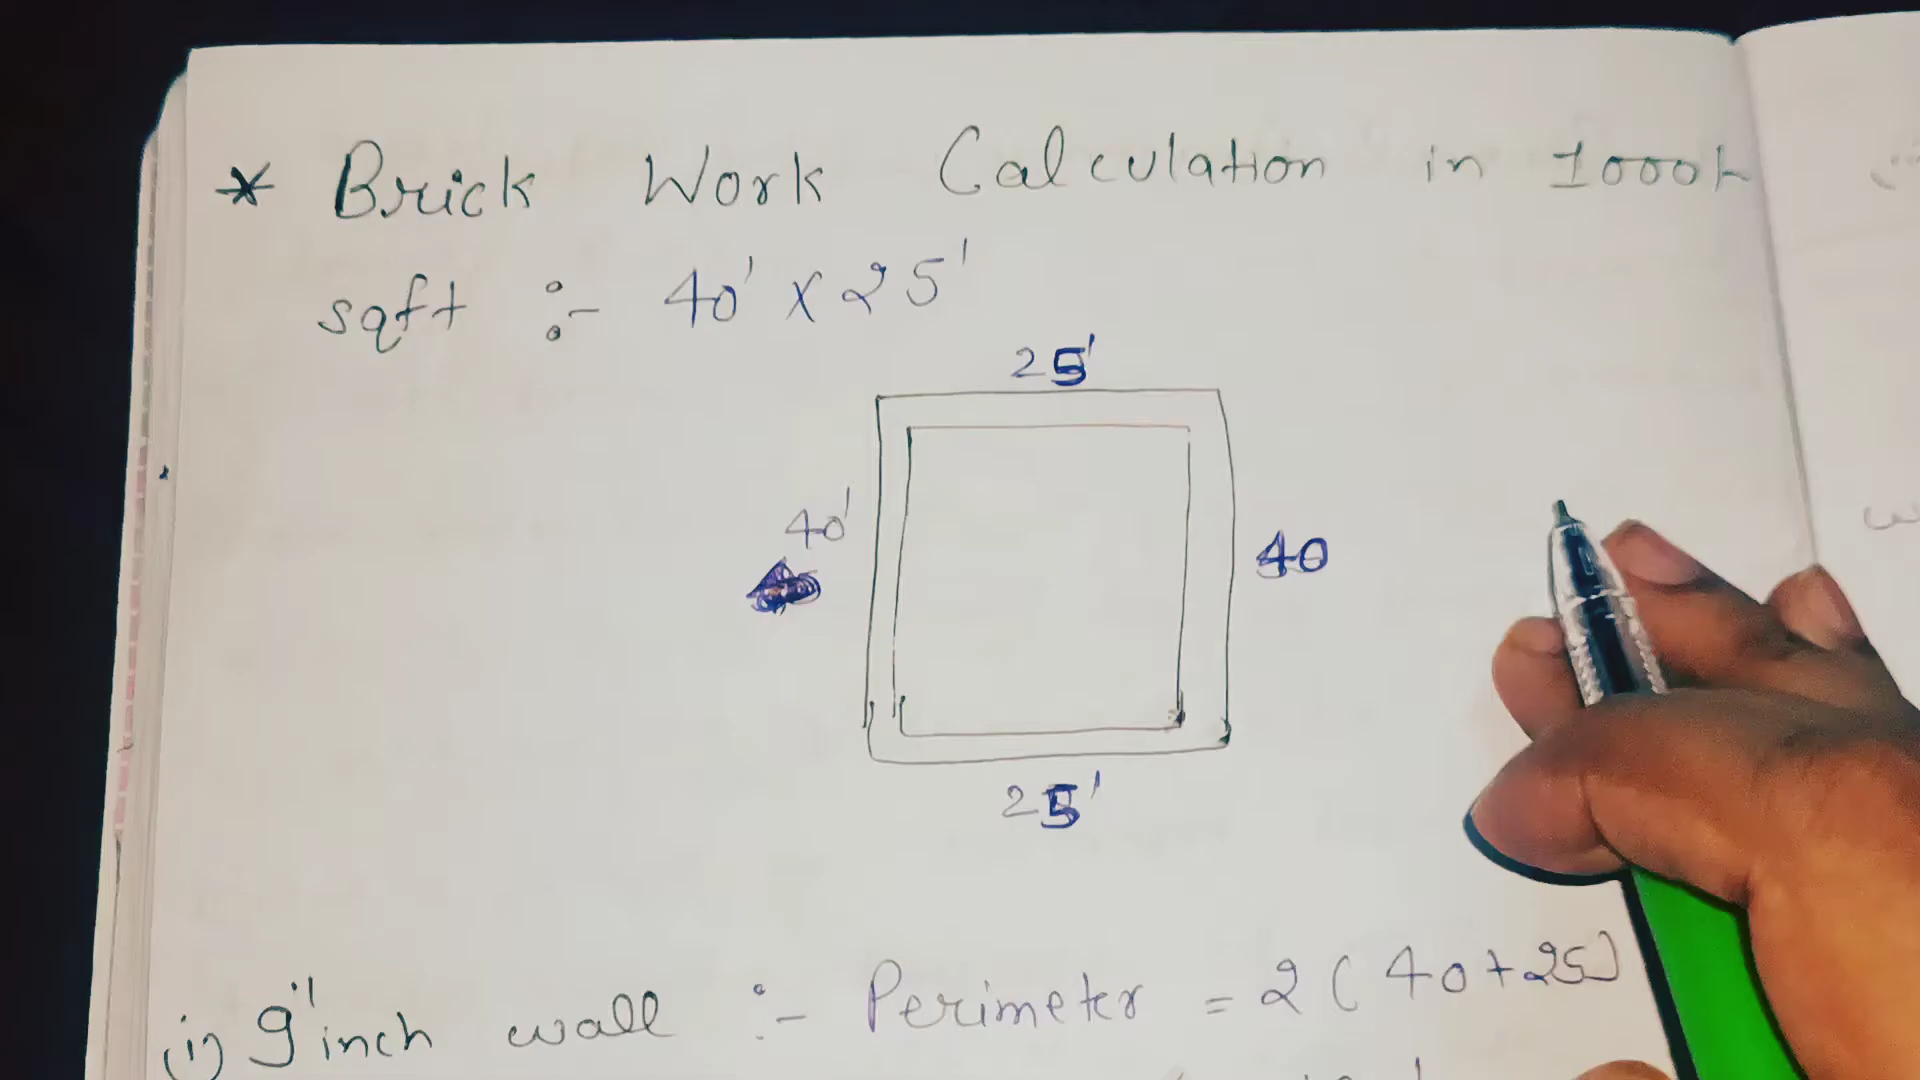 * Brick Work Calculation in 1000
sqft :- 40' x 25'
25'
40'
40
25'
(i) 9" inch wall :- Perimeter = 2 ( 40 + 25)